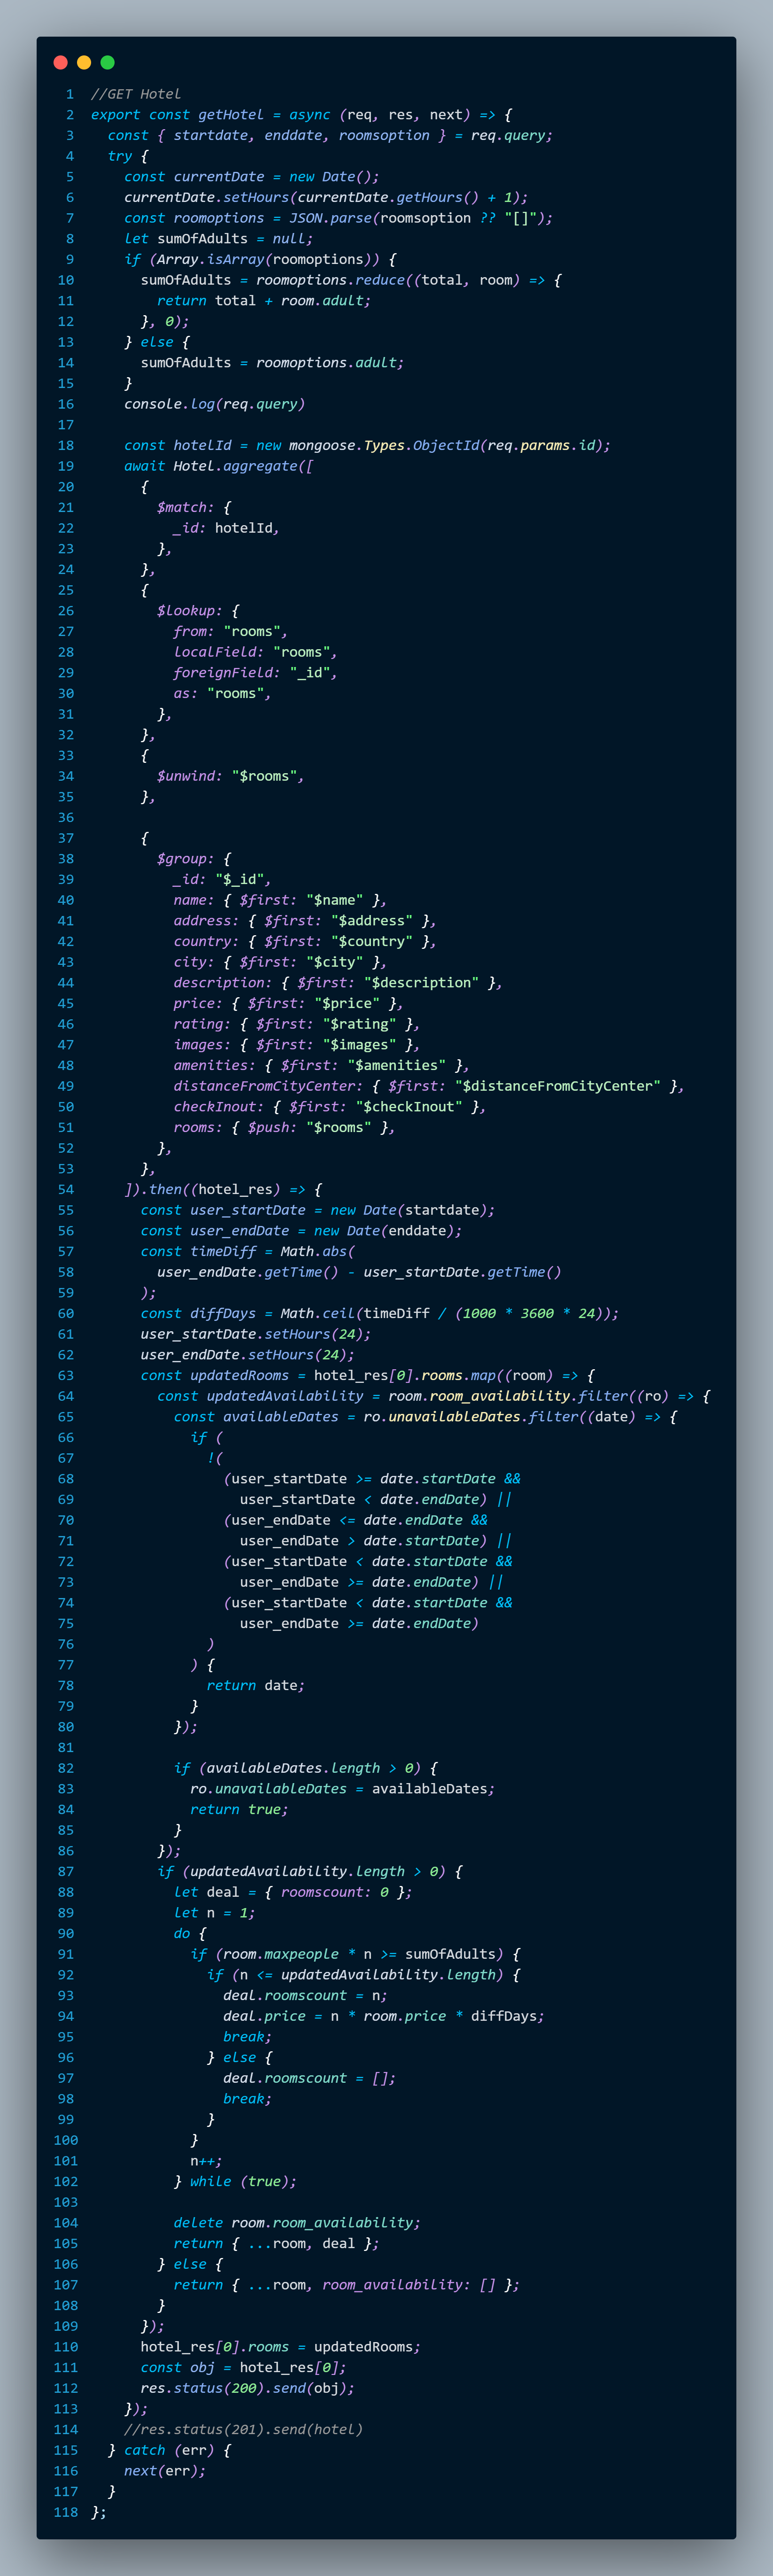 1 //GET Hotel
2 export const getHotel = async (req, res, next) => {
3   const { startdate, enddate, roomsoption } = req.query;
4   try {
5     const currentDate = new Date();
6     currentDate.setHours(currentDate.getHours() + 1);
7     const roomoptions = JSON.parse(roomsoption ?? "[]");
8     let sumOfAdults = null;
9     if (Array.isArray(roomoptions)) {
10       sumOfAdults = roomoptions.reduce((total, room) => {
11         return total + room.adult;
12       }, 0);
13     } else {
14       sumOfAdults = roomoptions.adult;
15     }
16     console.log(req.query)
17
18     const hotelId = new mongoose.Types.ObjectId(req.params.id);
19     await Hotel.aggregate([
20       {
21         $match: {
22           _id: hotelId,
23         },
24       },
25       {
26         $lookup: {
27           from: "rooms",
28           localField: "rooms",
29           foreignField: "_id",
30           as: "rooms",
31         },
32       },
33       {
34         $unwind: "$rooms",
35       },
36
37       {
38         $group: {
39           _id: "$_id",
40           name: { $first: "$name" },
41           address: { $first: "$address" },
42           country: { $first: "$country" },
43           city: { $first: "$city" },
44           description: { $first: "$description" },
45           price: { $first: "$price" },
46           rating: { $first: "$rating" },
47           images: { $first: "$images" },
48           amenities: { $first: "$amenities" },
49           distanceFromCityCenter: { $first: "$distanceFromCityCenter" },
50           checkInout: { $first: "$checkInout" },
51           rooms: { $push: "$rooms" },
52         },
53       },
54     ]).then((hotel_res) => {
55       const user_startDate = new Date(startdate);
56       const user_endDate = new Date(enddate);
57       const timeDiff = Math.abs(
58         user_endDate.getTime() - user_startDate.getTime()
59       );
60       const diffDays = Math.ceil(timeDiff / (1000 * 3600 * 24));
61       user_startDate.setHours(24);
62       user_endDate.setHours(24);
63       const updatedRooms = hotel_res[0].rooms.map((room) => {
64         const updatedAvailability = room.room_availability.filter((ro) => {
65           const availableDates = ro.unavailableDates.filter((date) => {
66             if (
67               !(
68                 (user_startDate >= date.startDate &&
69                   user_startDate < date.endDate) ||
70                 (user_endDate <= date.endDate &&
71                   user_endDate > date.startDate) ||
72                 (user_startDate < date.startDate &&
73                   user_endDate >= date.endDate) ||
74                 (user_startDate < date.startDate &&
75                   user_endDate >= date.endDate)
76               )
77             ) {
78               return date;
79             }
80           });
81
82           if (availableDates.length > 0) {
83             ro.unavailableDates = availableDates;
84             return true;
85           }
86         });
87         if (updatedAvailability.length > 0) {
88           let deal = { roomscount: 0 };
89           let n = 1;
90           do {
91             if (room.maxpeople * n >= sumOfAdults) {
92               if (n <= updatedAvailability.length) {
93                 deal.roomscount = n;
94                 deal.price = n * room.price * diffDays;
95                 break;
96               } else {
97                 deal.roomscount = [];
98                 break;
99               }
100             }
101             n++;
102           } while (true);
103
104           delete room.room_availability;
105           return { ...room, deal };
106         } else {
107           return { ...room, room_availability: [] };
108         }
109       });
110       hotel_res[0].rooms = updatedRooms;
111       const obj = hotel_res[0];
112       res.status(200).send(obj);
113     });
114     //res.status(201).send(hotel)
115   } catch (err) {
116     next(err);
117   }
118 };